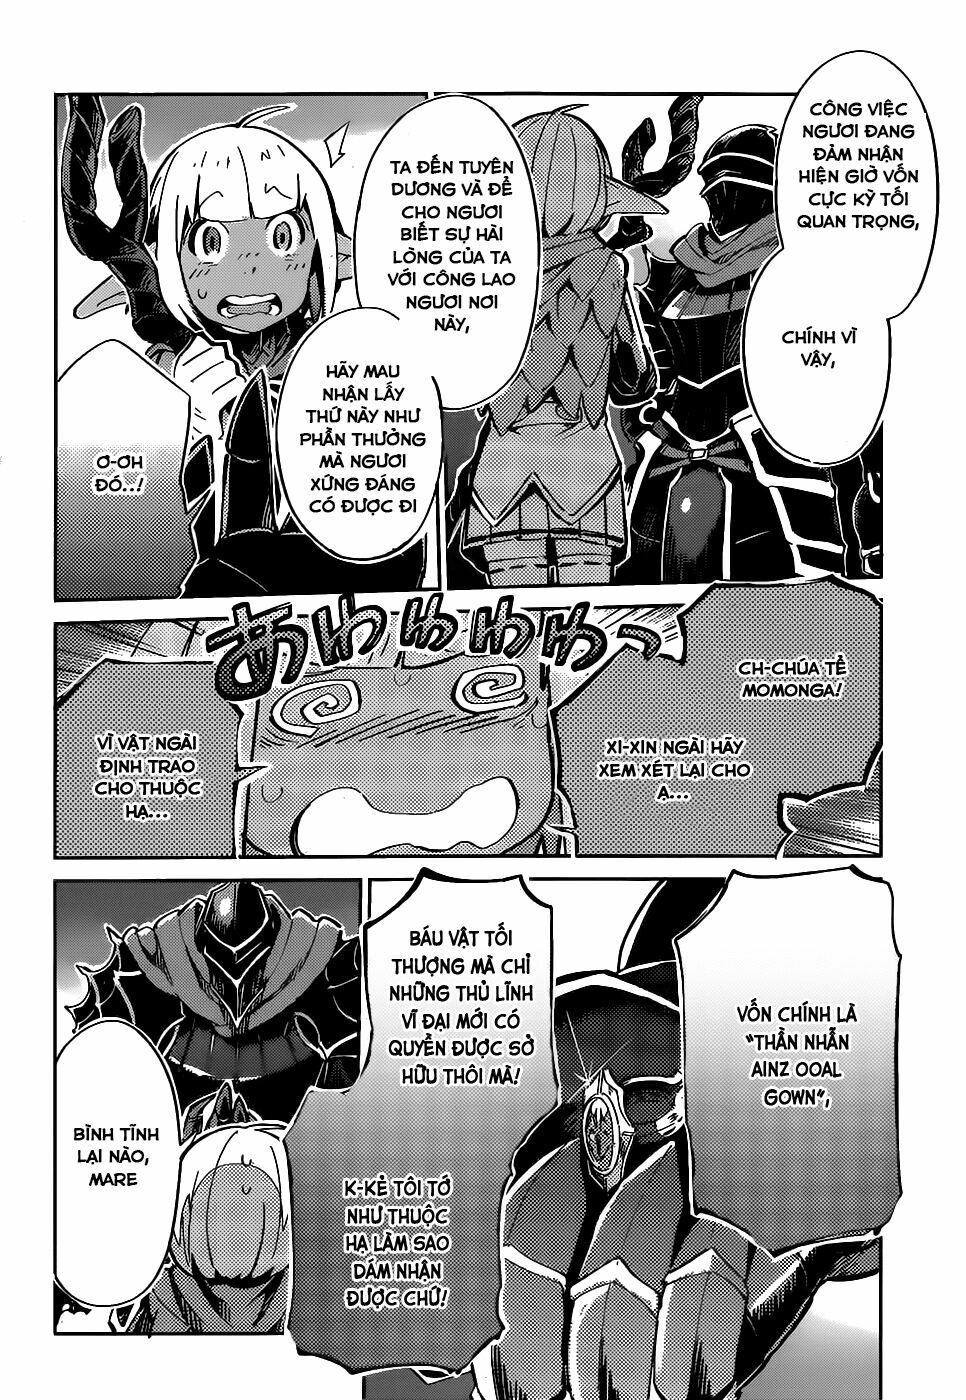 CÔNG VIỆC
NGƯƠI ĐANG
ĐẢM NHẬN
HIỆN GIỜ VỐN
CỰC KỲ TỐI
QUAN TRỌNG,
CHÍNH VÌ
VẬY,
TA ĐẾN TUYÊN
DƯƠNG VÀ ĐỂ
CHO NGƯƠI
BIẾT SỰ HÀI
LÒNG CỦA TA
VỚI CÔNG LAO
NGƯƠI NƠI
NÀY,
HÃY MAU
NHẬN LẤY
THỨ NÀY NHƯ
PHẦN THƯỞNG
MÀ NGƯƠI
XỨNG ĐÁNG
CÓ ĐƯỢC ĐI
Ơ-ƠH
ĐÓ..!
あわわわわわっ
CH-CHÚA TỂ
MOMONGA!
XI-XIN NGÀI HÃY
XEM XÉT LẠI CHO
Ạ...
VÌ VẬT NGÀI
ĐỊNH TRAO
CHO THUỘC
HẠ...
VỐN CHÍNH LÀ
"THẦN NHẪN
AINZ OOAL
GOWN",
BÁU VẬT TỐI
THƯỢNG MÀ CHỈ
NHỮNG THỦ LĨNH
VĨ ĐẠI MỚI CÓ
QUYỀN ĐƯỢC SỞ
HỮU THÔI MÀ!
K-KẺ TÔI TỚ
NHƯ THUỘC
HẠ LÀM SAO
DÁM NHẬN
ĐƯỢC CHỨ!
BÌNH TĨNH
LẠI NÀO,
MARE